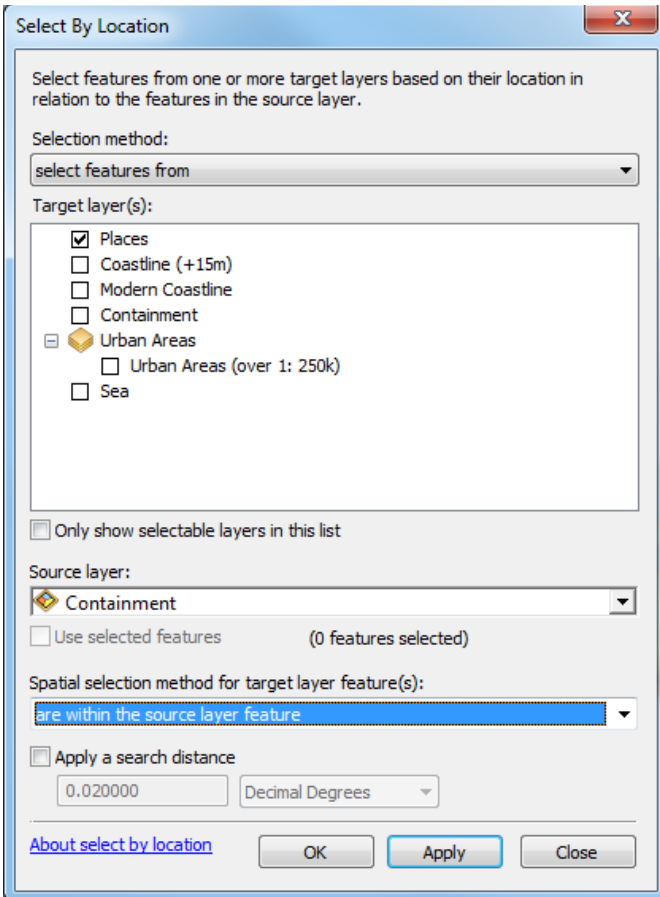 Select By Location
Select features from one or more target layers based on their location in
relation to the features in the source layer.
Selection method:
select features from
Target layer(s):
Places
Coastline (+15m)
Modern Coastline
Containment
Urban Areas
Urban Areas (over 1: 250k)
Sea
Only show selectable layers in this list
Source layer:
Containment
Use selected features (0 features selected)
Spatial selection method for target layer feature(s):
are within the source layer feature
Apply a search distance
0.020000 Decimal Degrees
About select by location OK Apply Close